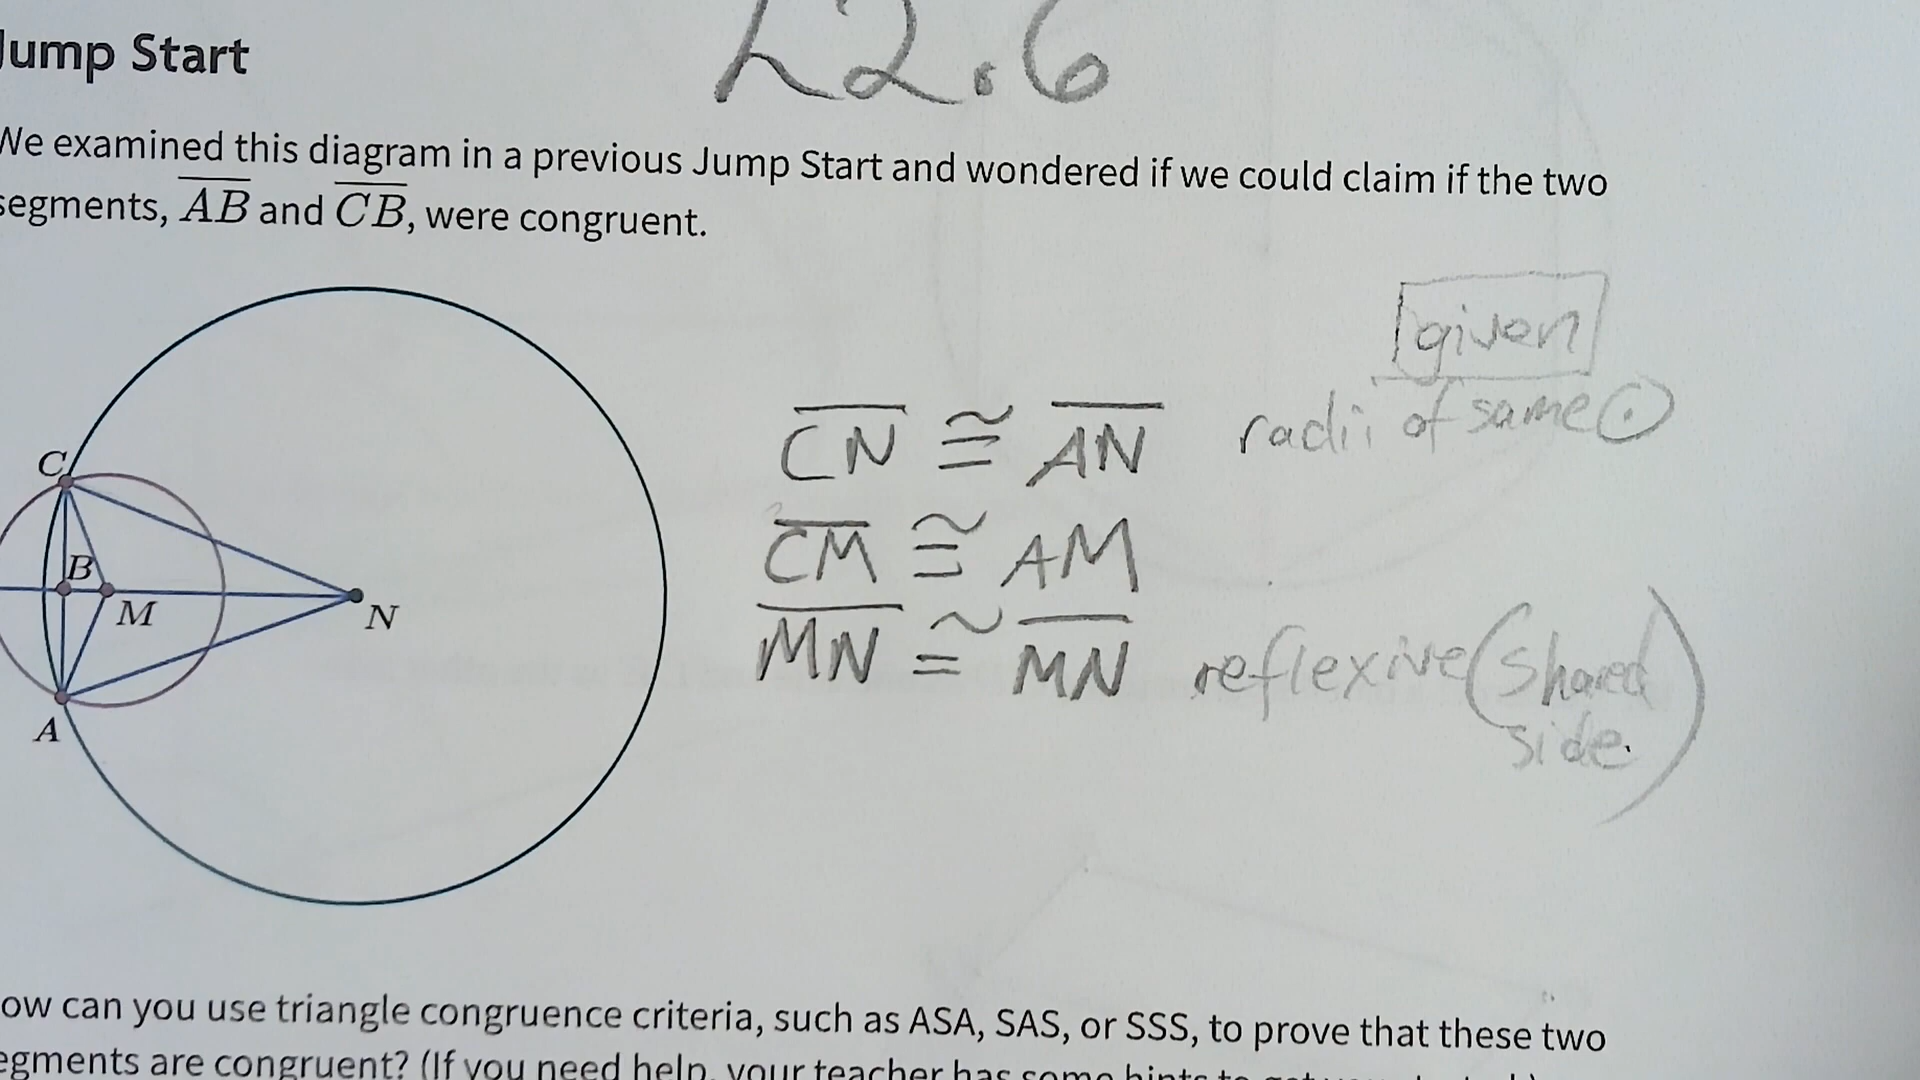 Jump Start
L2.6
We examined this diagram in a previous Jump Start and wondered if we could claim if the two
segments, AB and CB, were congruent.
given
CN ≅ AN radii of same ⊙
CM ≅ AM
MN ≅ MN reflexive (Shared
side)
C
B
M
N
A
ow can you use triangle congruence criteria, such as ASA, SAS, or SSS, to prove that these two
egments are congruent? (If you need help, your teacher has some hints to